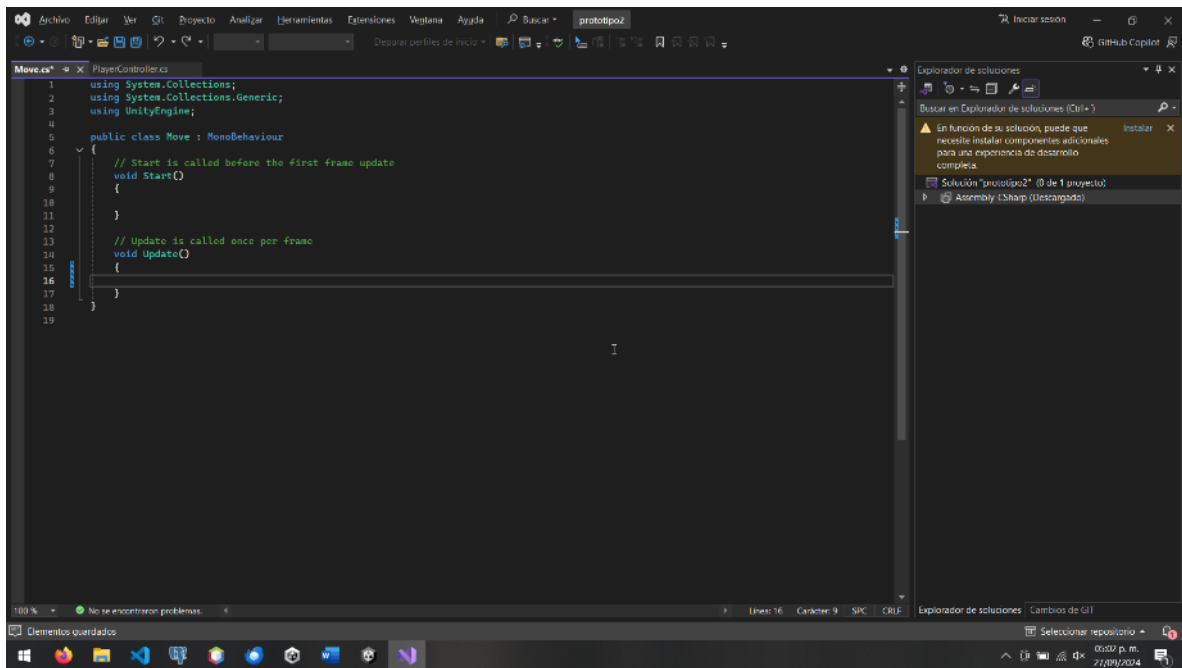 Archivo Editar Ver Git Proyecto Analizar Herramientas Extensiones Ventana Ayuda Buscar prototipo2 Iniciar sesión
Depurar perfiles de inicio GitHub Copilot
Move.cs* PlayerController.cs
1 using System.Collections;
2 using System.Collections.Generic;
3 using UnityEngine;
4
5 public class Move : MonoBehaviour
6 {
7 // Start is called before the first frame update
8 void Start()
9 {
10
11 }
12
13 // Update is called once per frame
14 void Update()
15 {
16
17 }
18 }
19
Explorador de soluciones
Buscar en Explorador de soluciones (Ctrl+´)
En función de su solución, puede que Instalar
necesite instalar componentes adicionales
para una experiencia de desarrollo
completa.
Solución "prototipo2" (0 de 1 proyecto)
Assembly-CSharp (Descargado)
100 % No se encontraron problemas. Línea: 16 Carácter: 9 SPC CRLF
Explorador de soluciones Cambios de GIT
Elementos guardados Seleccionar repositorio
05:02 p. m.
27/09/2024